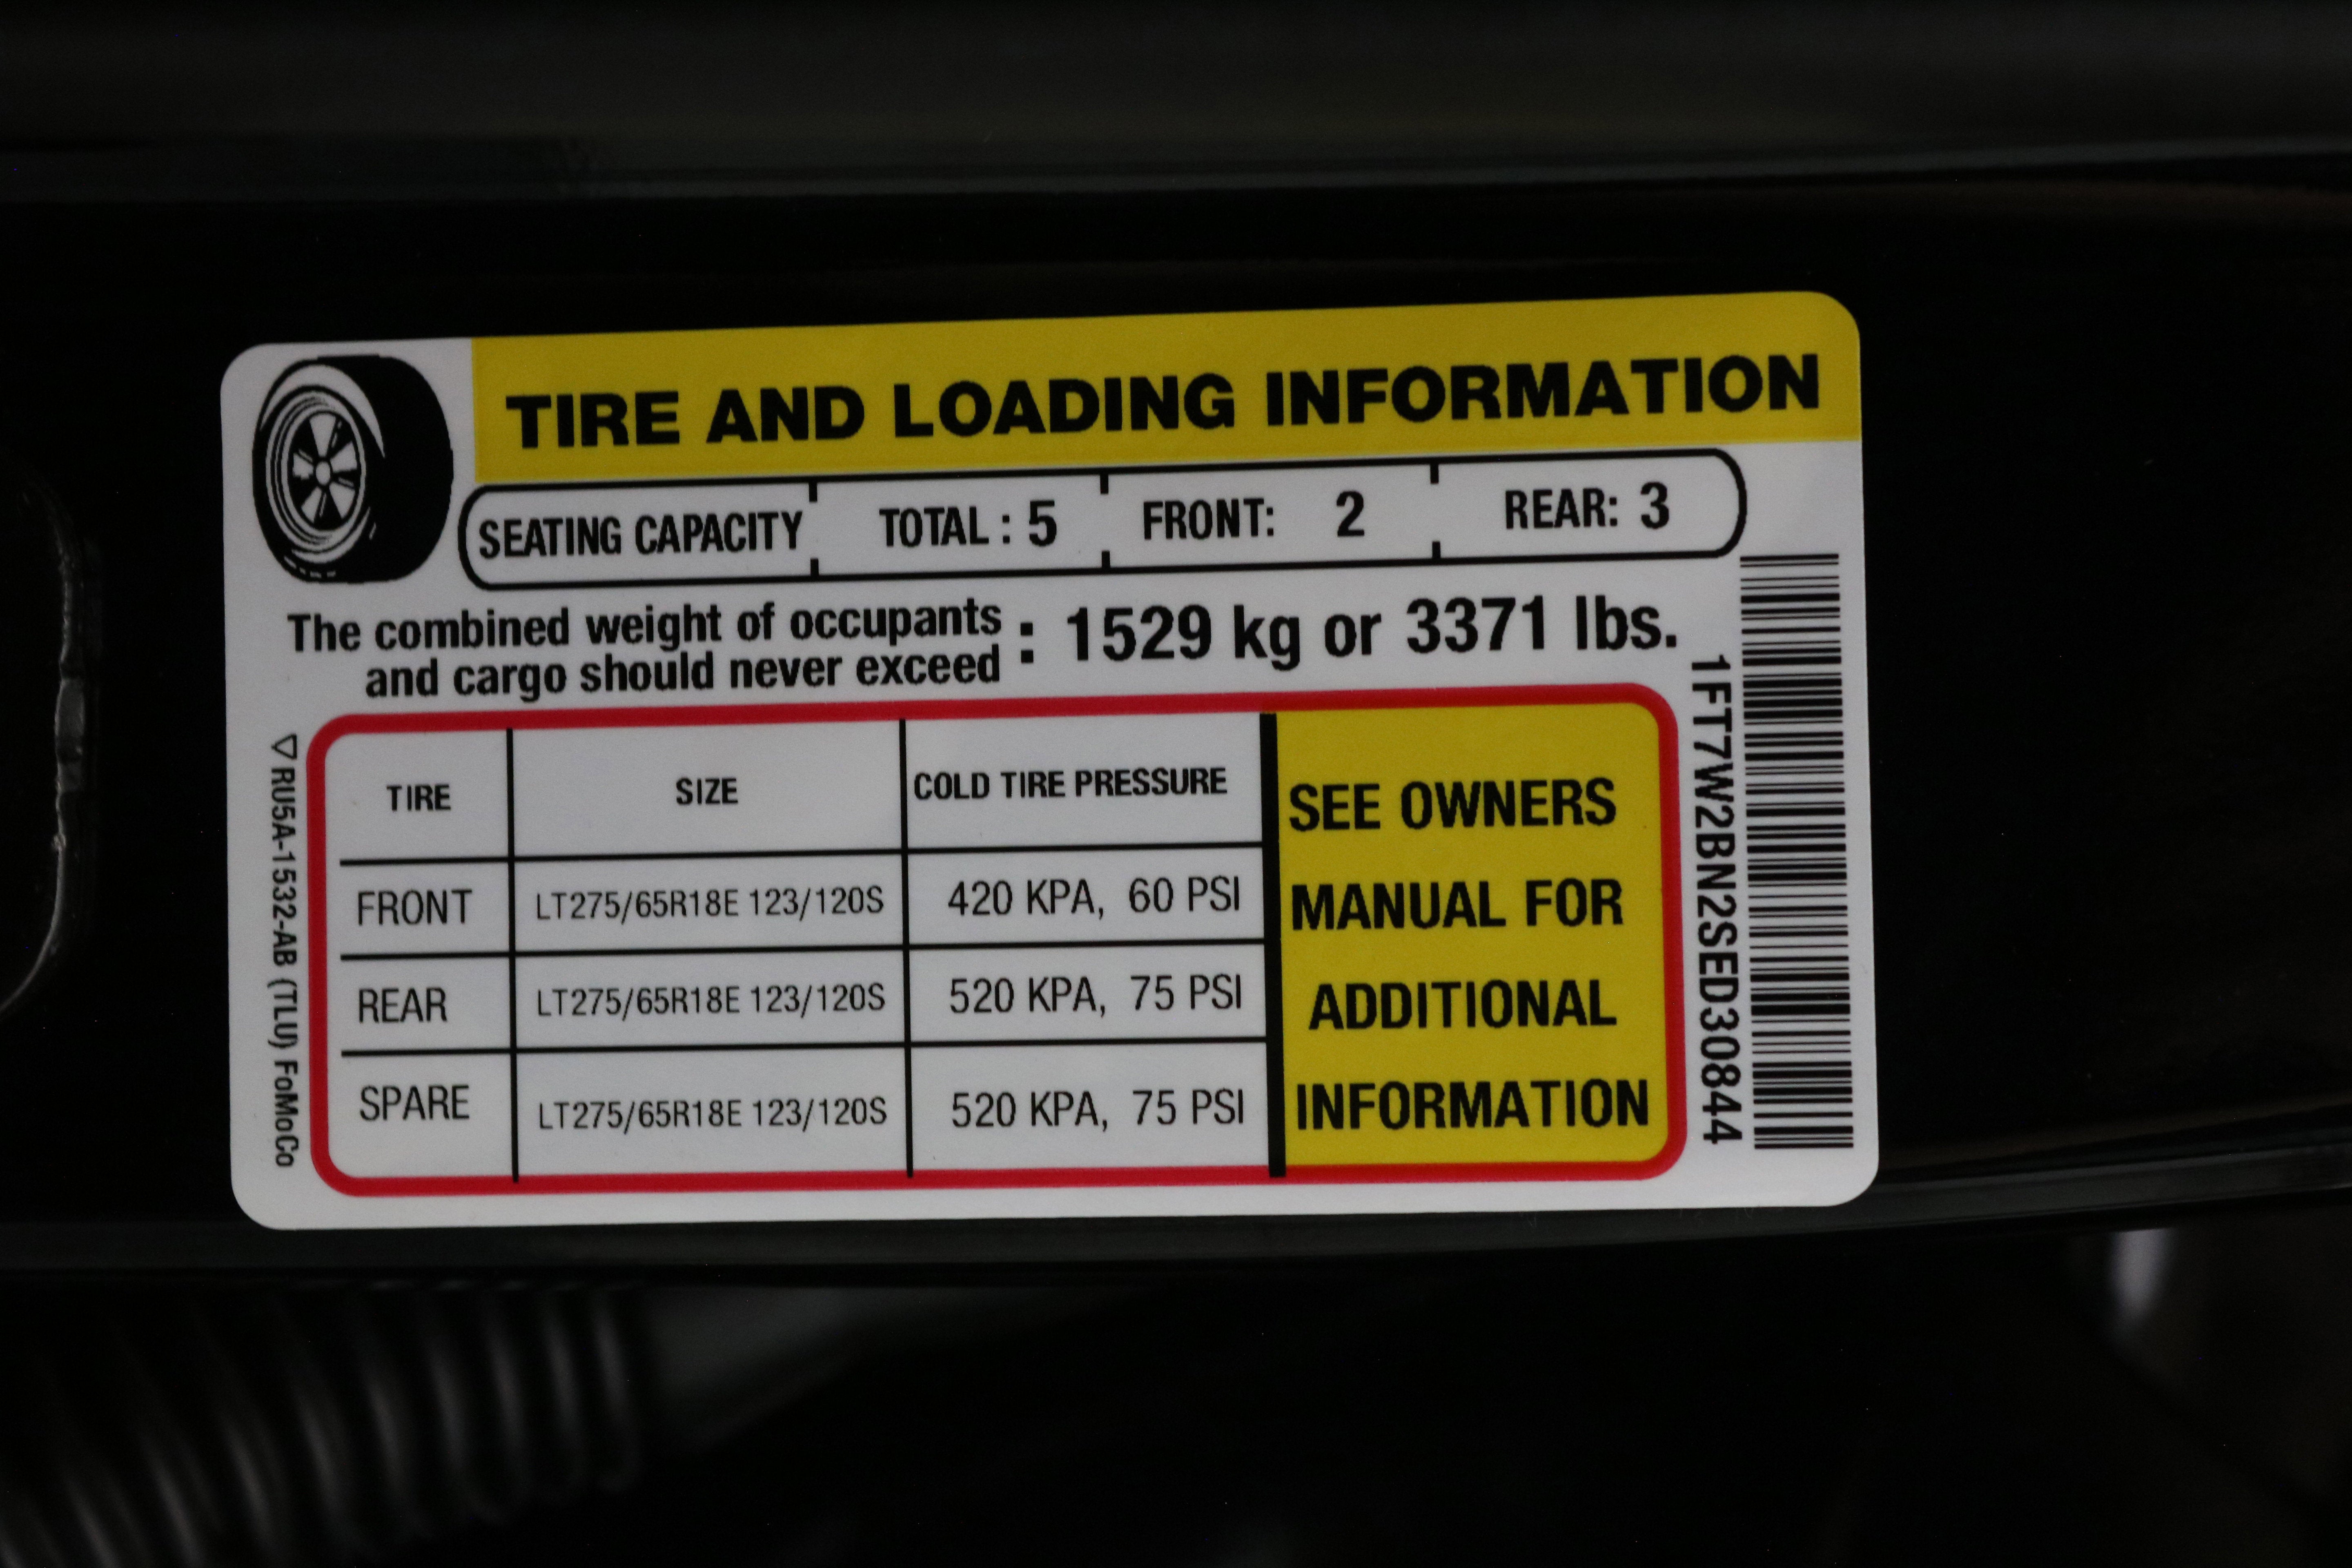 TIRE AND LOADING INFORMATION
SEATING CAPACITY TOTAL : 5 FRONT: 2 REAR: 3
The combined weight of occupants
and cargo should never exceed : 1529 kg or 3371 lbs.
TIRE SIZE COLD TIRE PRESSURE
FRONT LT275/65R18E 123/120S 420 KPA, 60 PSI
REAR LT275/65R18E 123/120S 520 KPA, 75 PSI
SPARE LT275/65R18E 123/120S 520 KPA, 75 PSI
SEE OWNERS
MANUAL FOR
ADDITIONAL
INFORMATION
1FT7W2BN2SED30844
RU5A-1532-AB (TLU) FoMoCo